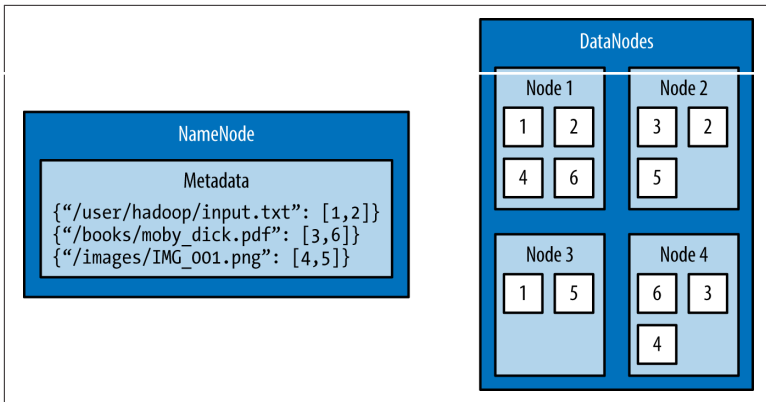 NameNode
Metadata
{“/user/hadoop/input.txt”: [1,2]}
{“/books/moby_dick.pdf”: [3,6]}
{“/images/IMG_001.png”: [4,5]}
DataNodes
Node 1
1 2
4 6
Node 2
3 2
5
Node 3
1 5
Node 4
6 3
4